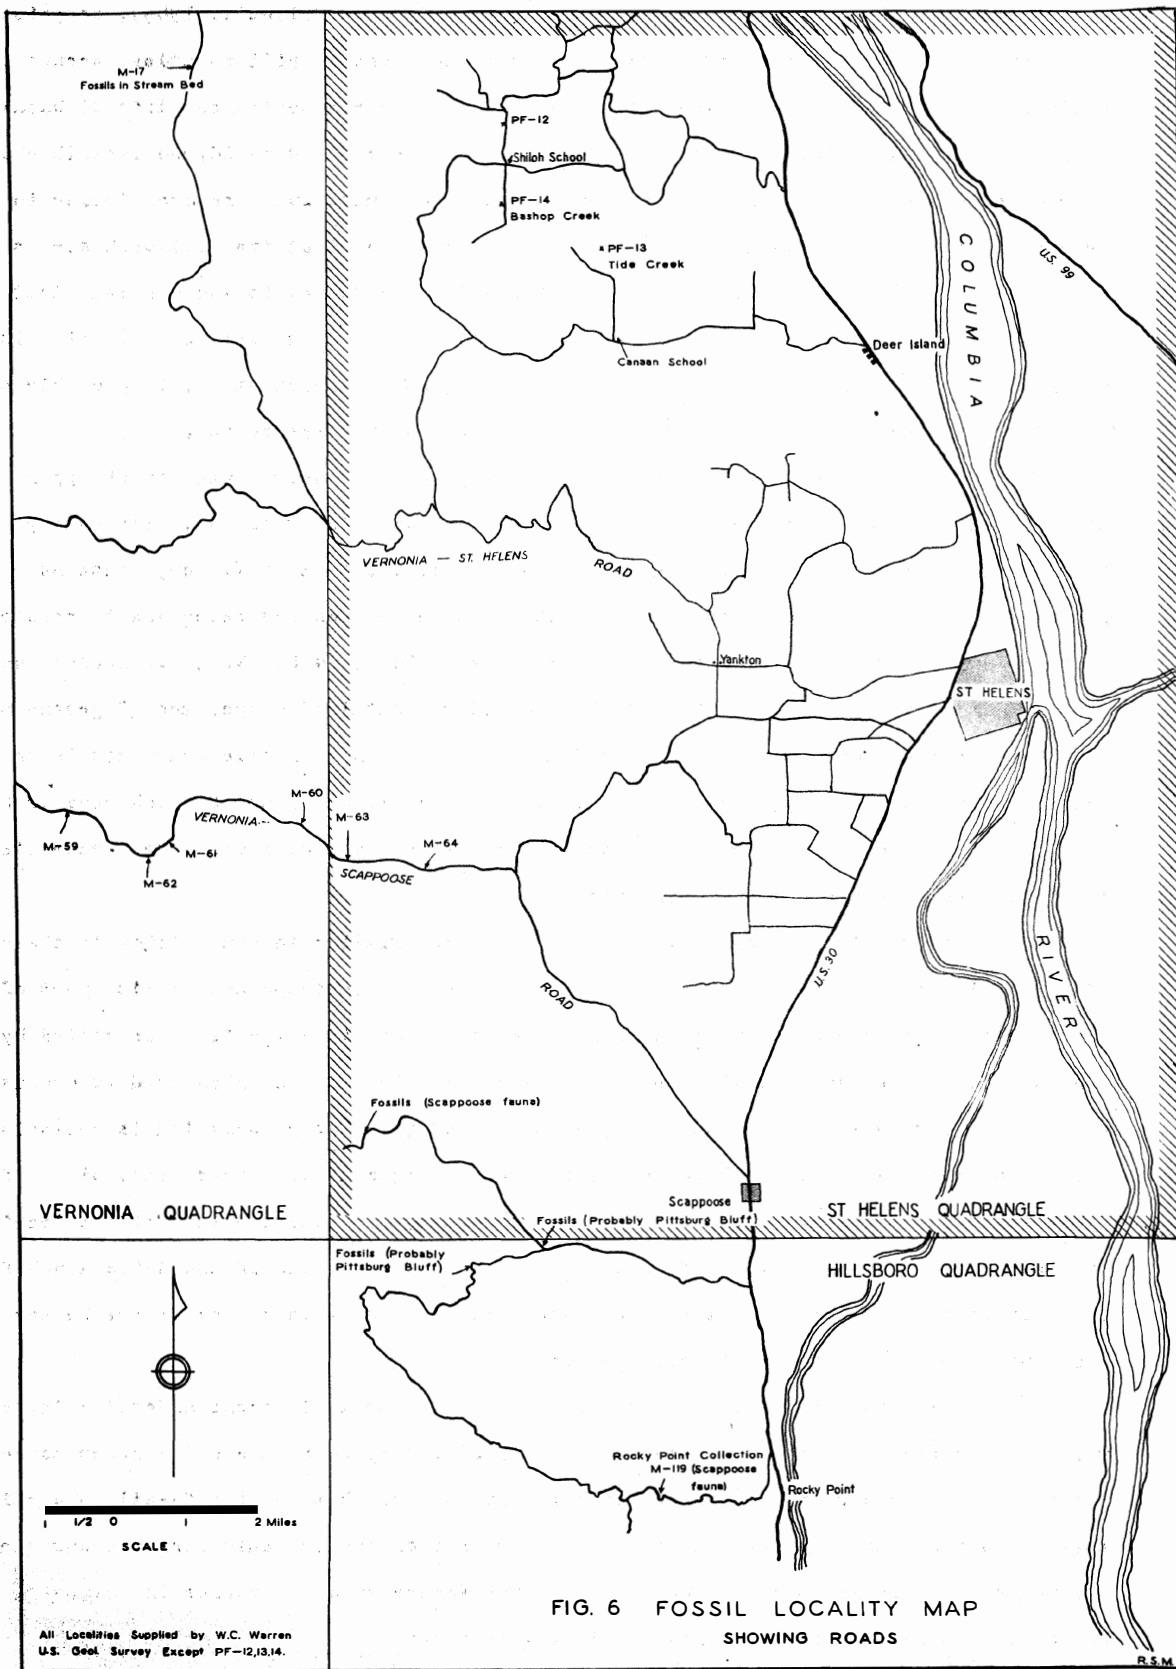 M-17
Fossils in Stream Bed
PF-12
Shiloh School
PF-14
Bashop Creek
PF-13
Tide Creek
Canaan School
Deer Island
COLUMBIA
U.S. 99
VERNONIA — ST. HELENS
ROAD
Yankton
ST HELENS
M-59
M-62
M-61
VERNONIA
M-60
M-63
M-64
SCAPPOOSE
ROAD
U.S. 30
RIVER
Fossils (Scappoose fauna)
Scappoose
VERNONIA QUADRANGLE
ST HELENS QUADRANGLE
Fossils (Probably Pittsburg Bluff)
Fossils (Probably
Pittsburg Bluff)
HILLSBORO QUADRANGLE
Rocky Point Collection
M-119 (Scappoose
fauna)
Rocky Point
1 1/2 0 1 2 Miles
SCALE
FIG. 6 FOSSIL LOCALITY MAP
SHOWING ROADS
All Localities Supplied by W.C. Warren
U.S. Geol. Survey Except PF-12,13,14.
R.S.M.